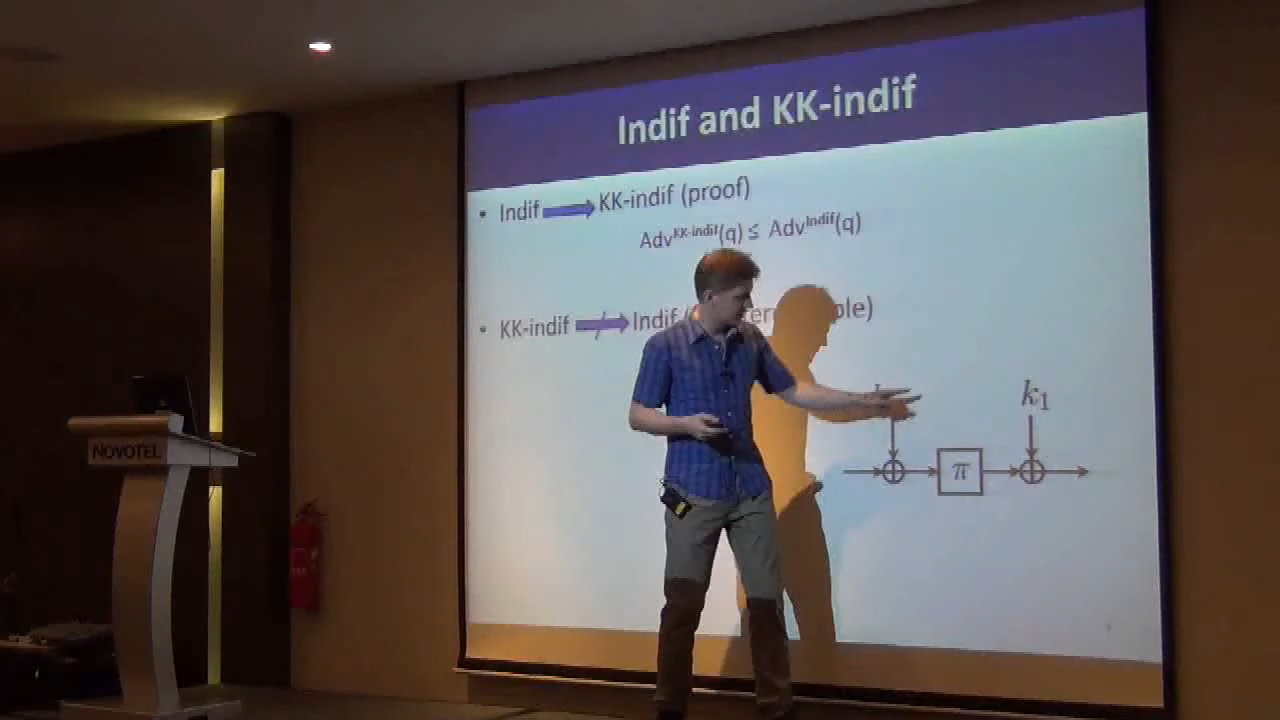 Indif and KK-indif
• Indif KK-indif (proof)
Adv^KK-indif(q) ≤ Adv^Indif(q)
• KK-indif Indif
k₁
π
NOVOTEL